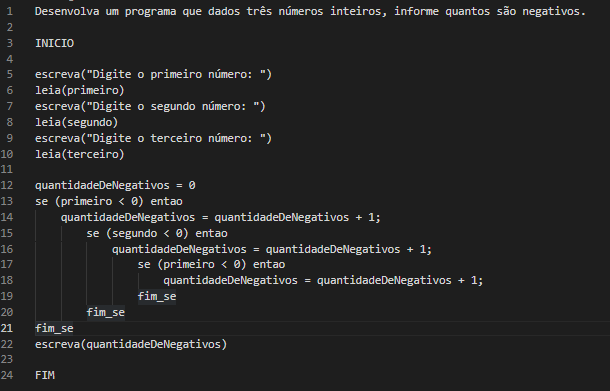 1 Desenvolva um programa que dados três números inteiros, informe quantos são negativos.
2
3 INICIO
4
5 escreva("Digite o primeiro número: ")
6 leia(primeiro)
7 escreva("Digite o segundo número: ")
8 leia(segundo)
9 escreva("Digite o terceiro número: ")
10 leia(terceiro)
11
12 quantidadeDeNegativos = 0
13 se (primeiro < 0) entao
14 quantidadeDeNegativos = quantidadeDeNegativos + 1;
15 se (segundo < 0) entao
16 quantidadeDeNegativos = quantidadeDeNegativos + 1;
17 se (primeiro < 0) entao
18 quantidadeDeNegativos = quantidadeDeNegativos + 1;
19 fim_se
20 fim_se
21 fim_se
22 escreva(quantidadeDeNegativos)
23
24 FIM